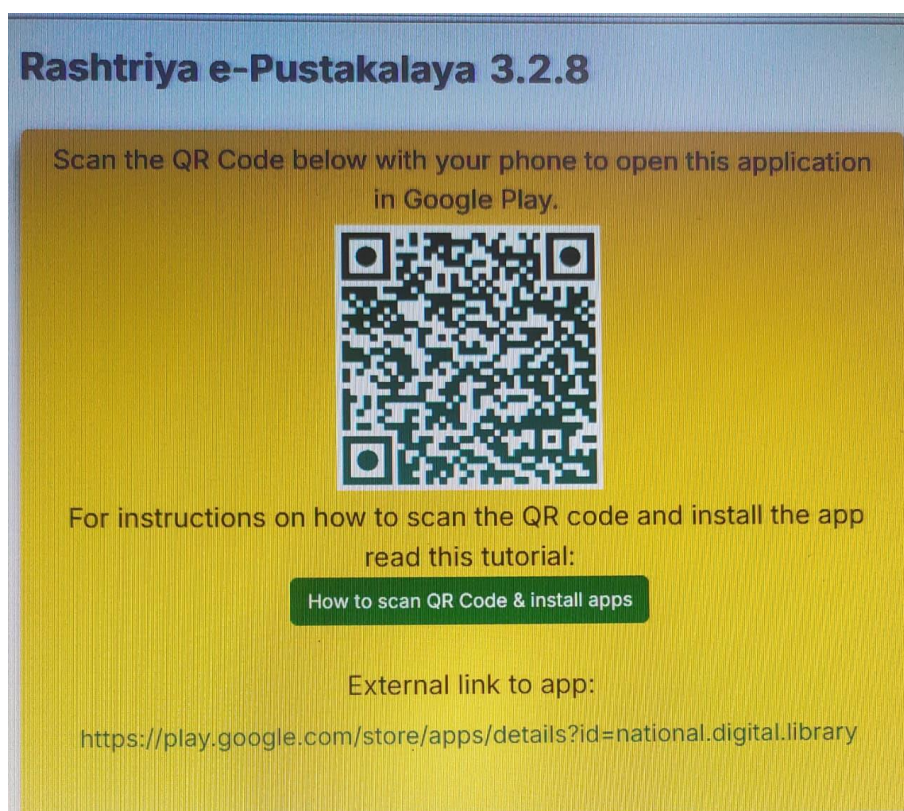 Rashtriya e-Pustakalaya 3.2.8
Scan the QR Code below with your phone to open this application
in Google Play.
For instructions on how to scan the QR code and install the app
read this tutorial:
How to scan QR Code & install apps
External link to app:
https://play.google.com/store/apps/details?id=national.digital.library